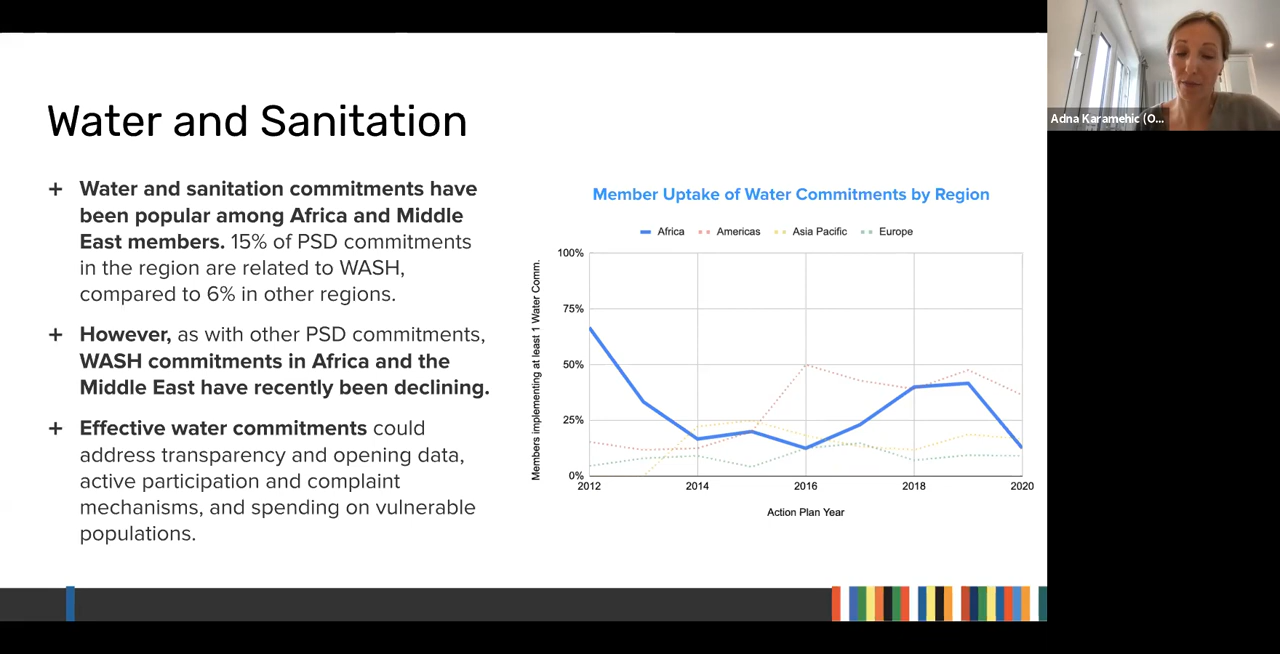 Water and Sanitation
+ Water and sanitation commitments have
been popular among Africa and Middle
East members. 15% of PSD commitments
in the region are related to WASH,
compared to 6% in other regions.
+ However, as with other PSD commitments,
WASH commitments in Africa and the
Middle East have recently been declining.
+ Effective water commitments could
address transparency and opening data,
active participation and complaint
mechanisms, and spending on vulnerable
populations.
Member Uptake of Water Commitments by Region
Africa Americas Asia Pacific Europe
Members implementing at least 1 Water Comm.
100%
75%
50%
25%
0%
2012 2014 2016 2018 2020
Action Plan Year
Adna Karamehic (O...